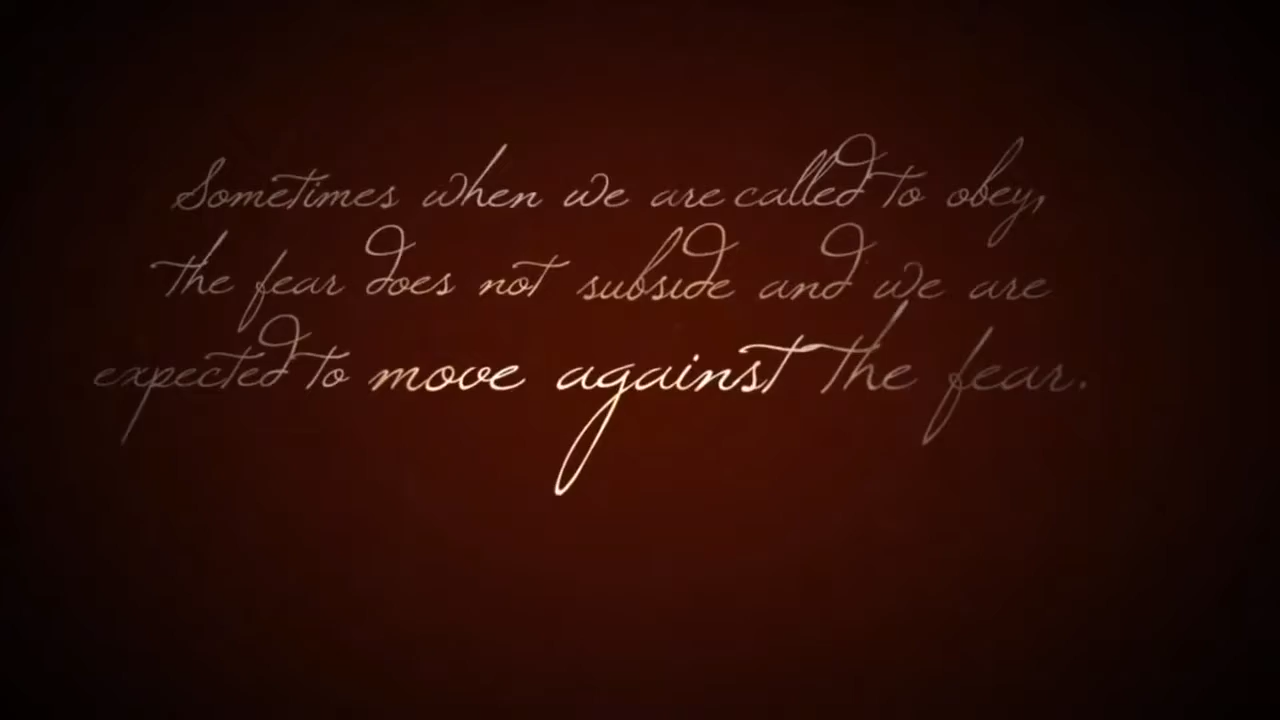 Sometimes when we are called to obey,
the fear does not subside and we are
expected to move against the fear.